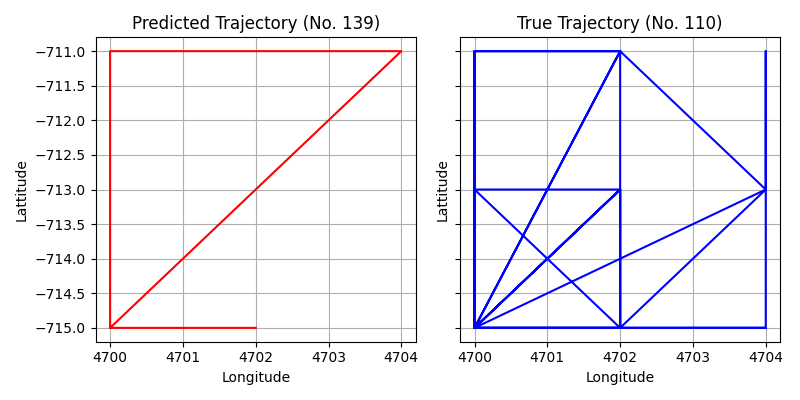 Predicted Trajectory (No. 139)
Lattitude
−711.0
−711.5
−712.0
−712.5
−713.0
−713.5
−714.0
−714.5
−715.0
4700 4701 4702 4703 4704
Longitude
True Trajectory (No. 110)
Lattitude
4700 4701 4702 4703 4704
Longitude